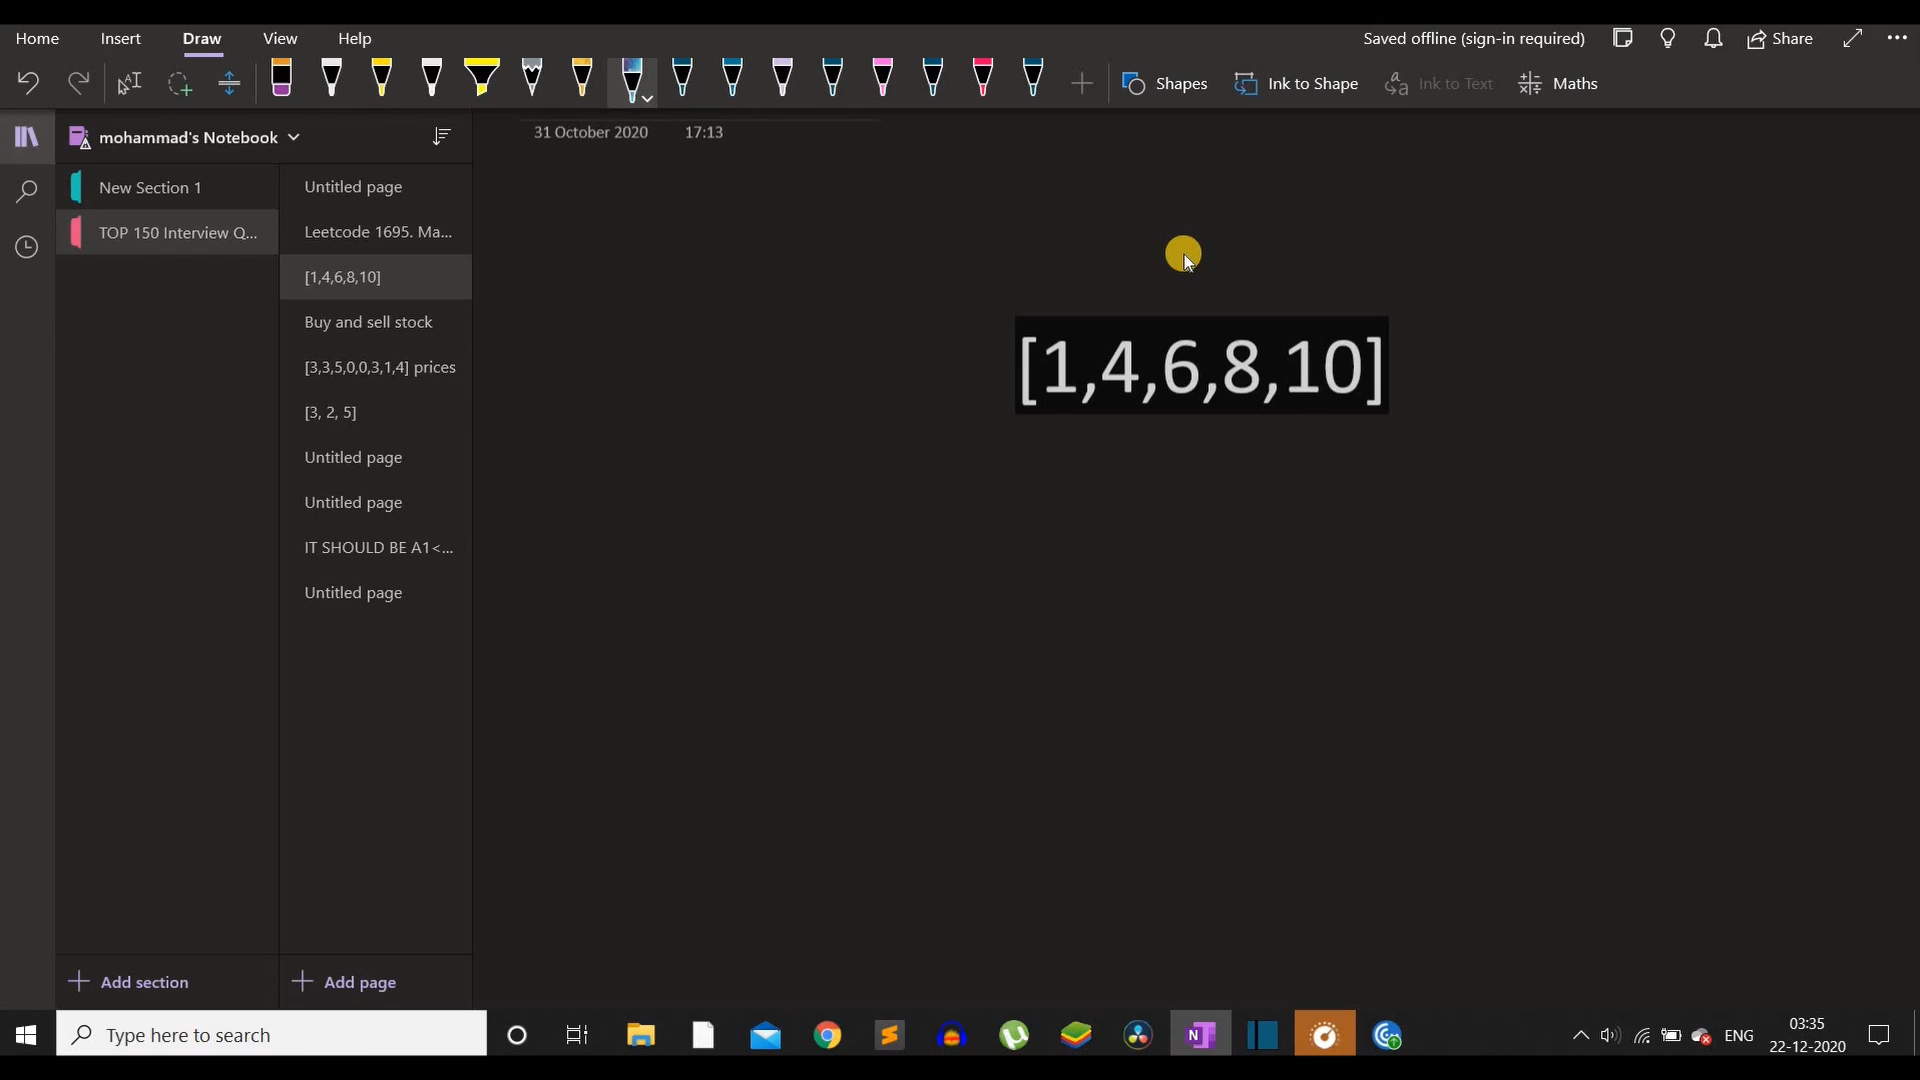 Home Insert Draw View Help
Saved offline (sign-in required) Share
Shapes Ink to Shape Ink to Text Maths
mohammad's Notebook
31 October 2020 17:13
New Section 1
TOP 150 Interview Q...
Untitled page
Leetcode 1695. Ma...
[1,4,6,8,10]
Buy and sell stock
[3,3,5,0,0,3,1,4] prices
[3, 2, 5]
Untitled page
Untitled page
IT SHOULD BE A1<...
Untitled page
[1,4,6,8,10]
Add section
Add page
Type here to search
ENG
03:35
22-12-2020